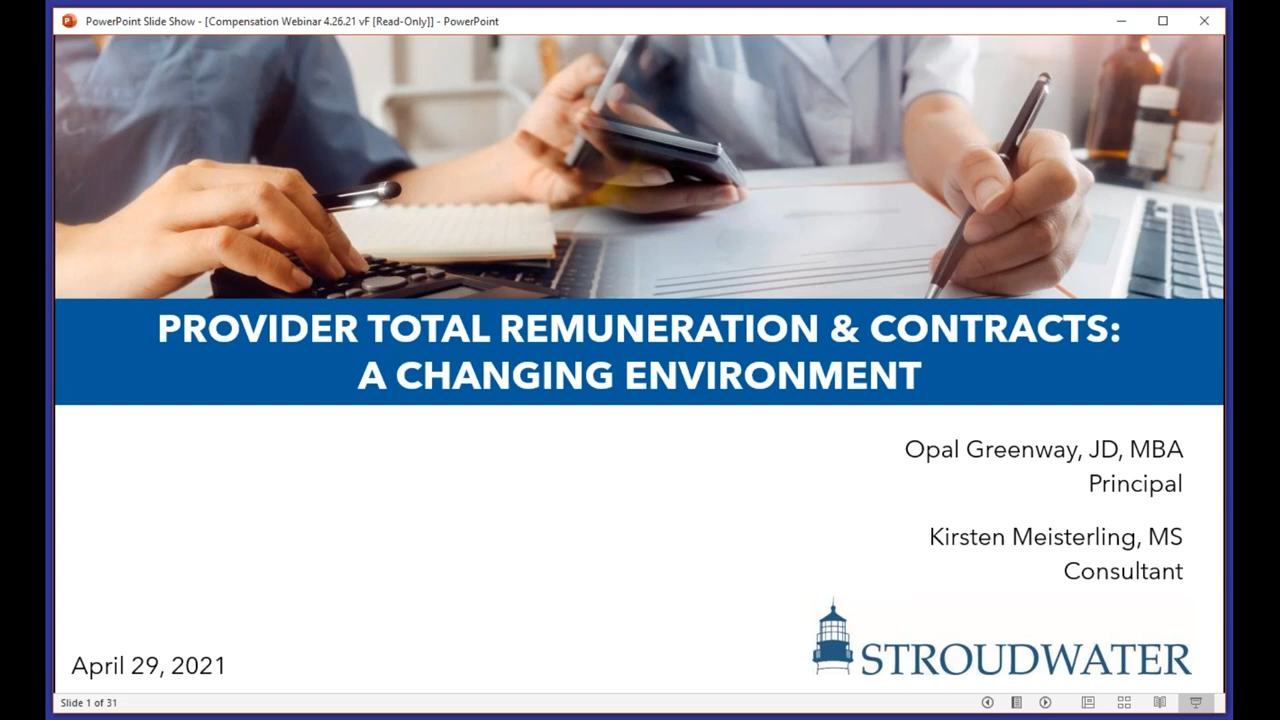 PowerPoint Slide Show - [Compensation Webinar 4.26.21 vF [Read-Only]] - PowerPoint
PROVIDER TOTAL REMUNERATION & CONTRACTS:
A CHANGING ENVIRONMENT
Opal Greenway, JD, MBA
Principal
Kirsten Meisterling, MS
Consultant
STROUDWATER
April 29, 2021
Slide 1 of 31